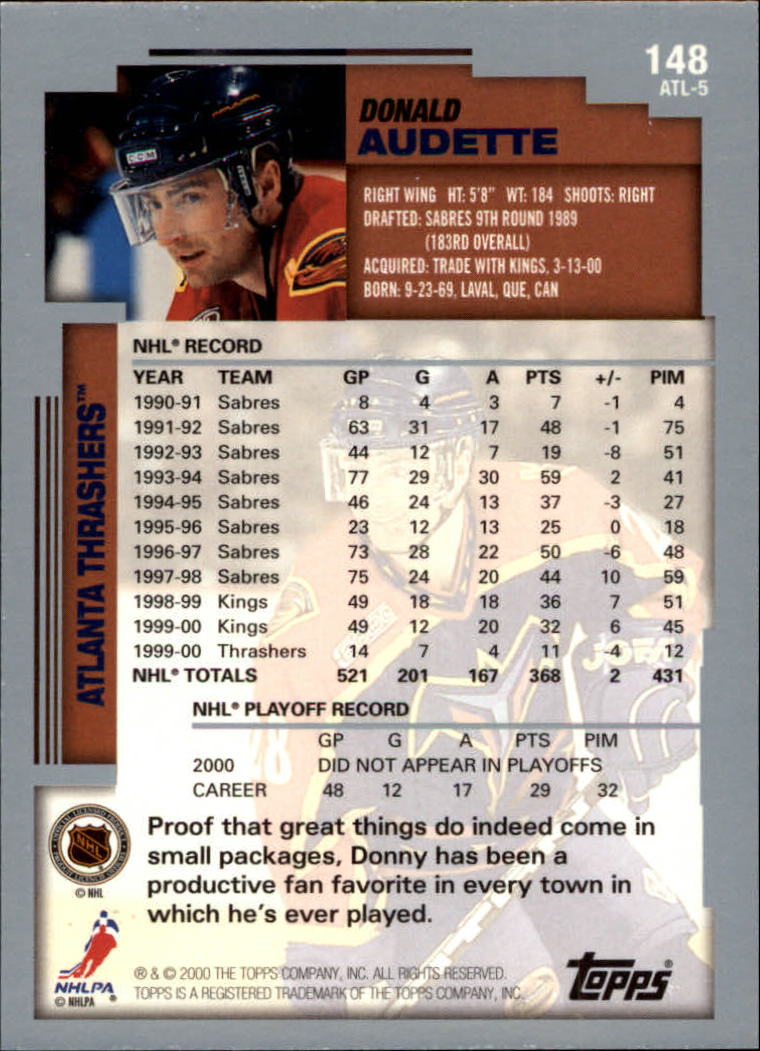 148
ATL-5
DONALD
AUDETTE
CCM
RIGHT WING HT: 5'8" WT: 184 SHOOTS: RIGHT
DRAFTED: SABRES 9TH ROUND 1989
(183RD OVERALL)
ACQUIRED: TRADE WITH KINGS, 3-13-00
BORN: 9-23-69, LAVAL, QUE, CAN
ATLANTA THRASHERS™
NHL® RECORD
YEAR TEAM GP G A PTS +/- PIM
1990-91 Sabres 8 4 3 7 -1 4
1991-92 Sabres 63 31 17 48 -1 75
1992-93 Sabres 44 12 7 19 -8 51
1993-94 Sabres 77 29 30 59 2 41
1994-95 Sabres 46 24 13 37 -3 27
1995-96 Sabres 23 12 13 25 0 18
1996-97 Sabres 73 28 22 50 -6 48
1997-98 Sabres 75 24 20 44 10 59
1998-99 Kings 49 18 18 36 7 51
1999-00 Kings 49 12 20 32 6 45
1999-00 Thrashers 14 7 4 11 -4 12
NHL® TOTALS 521 201 167 368 2 431
NHL® PLAYOFF RECORD
GP G A PTS PIM
2000 DID NOT APPEAR IN PLAYOFFS
CAREER 48 12 17 29 32
Proof that great things do indeed come in
small packages, Donny has been a
productive fan favorite in every town in
which he's ever played.
NHL
© NHL
NHLPA
© NHLPA ®
® & © 2000 THE TOPPS COMPANY, INC. ALL RIGHTS RESERVED.
TOPPS IS A REGISTERED TRADEMARK OF THE TOPPS COMPANY, INC.
topps®